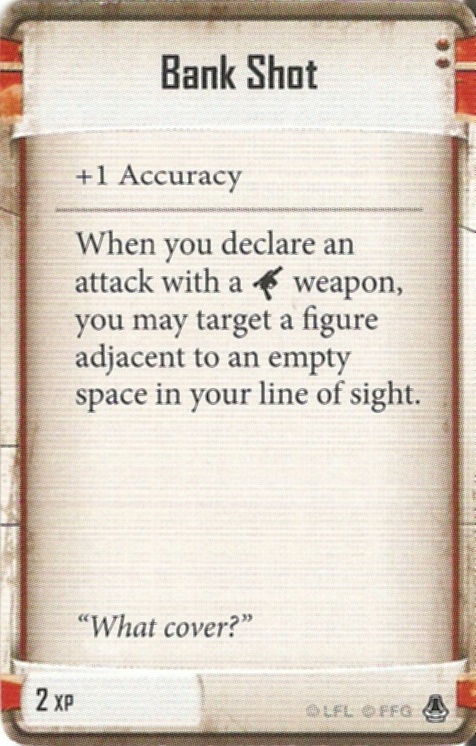 Bank Shot
+1 Accuracy
When you declare an
attack with a weapon,
you may target a figure
adjacent to an empty
space in your line of sight.
“What cover?”
2 XP
© LFL © FFG